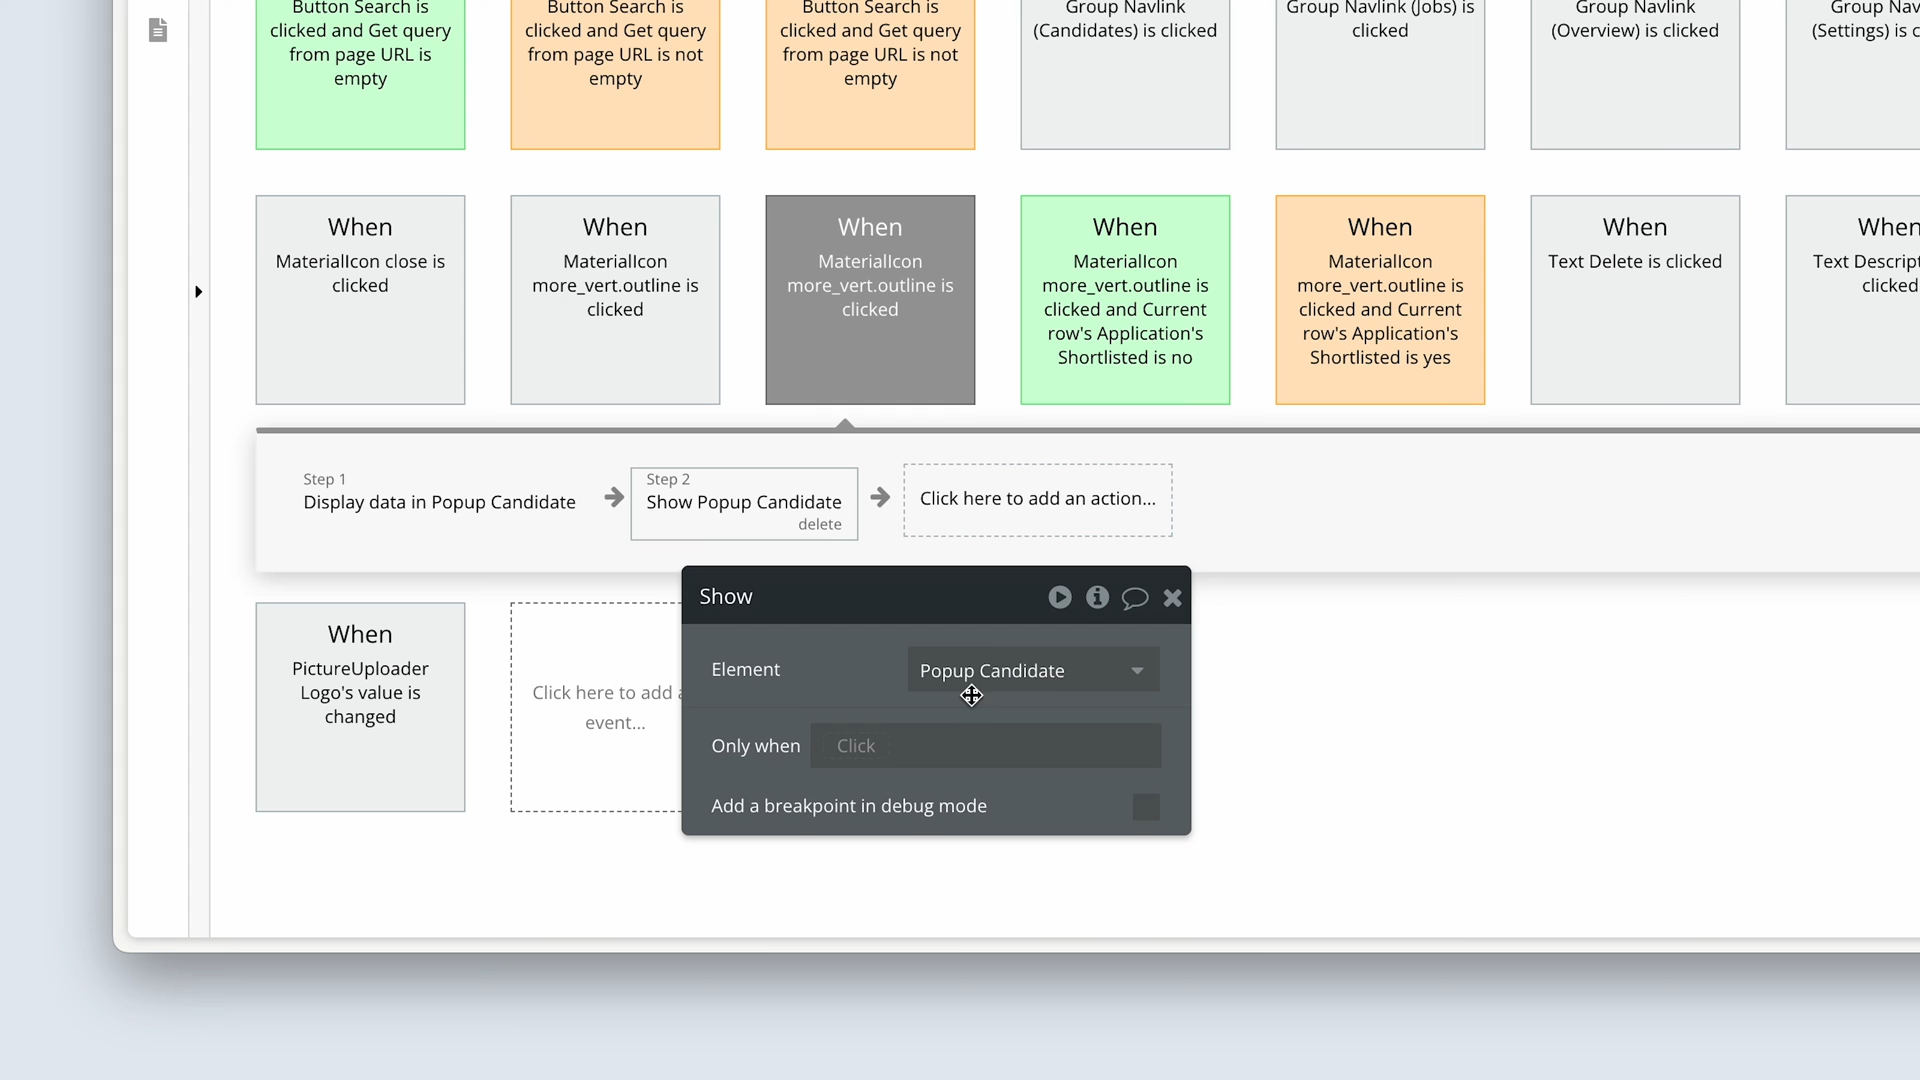 Button Search is
clicked and Get query
from page URL is
empty
Button Search is
clicked and Get query
from page URL is not
empty
Button Search is
clicked and Get query
from page URL is not
empty
Group Navlink
(Candidates) is clicked
Group Navlink (Jobs) is
clicked
Group Navlink
(Overview) is clicked
Group Nav
(Settings) is c
When
MaterialIcon close is
clicked
When
MaterialIcon
more_vert.outline is
clicked
When
MaterialIcon
more_vert.outline is
clicked
When
MaterialIcon
more_vert.outline is
clicked and Current
row's Application's
Shortlisted is no
When
MaterialIcon
more_vert.outline is
clicked and Current
row's Application's
Shortlisted is yes
When
Text Delete is clicked
When
Text Descript
clicked
Step 1
Display data in Popup Candidate
Step 2
Show Popup Candidate
delete
Click here to add an action...
When
PictureUploader
Logo's value is
changed
Click here to add a
event...
Show
Element
Popup Candidate
Only when
Click
Add a breakpoint in debug mode